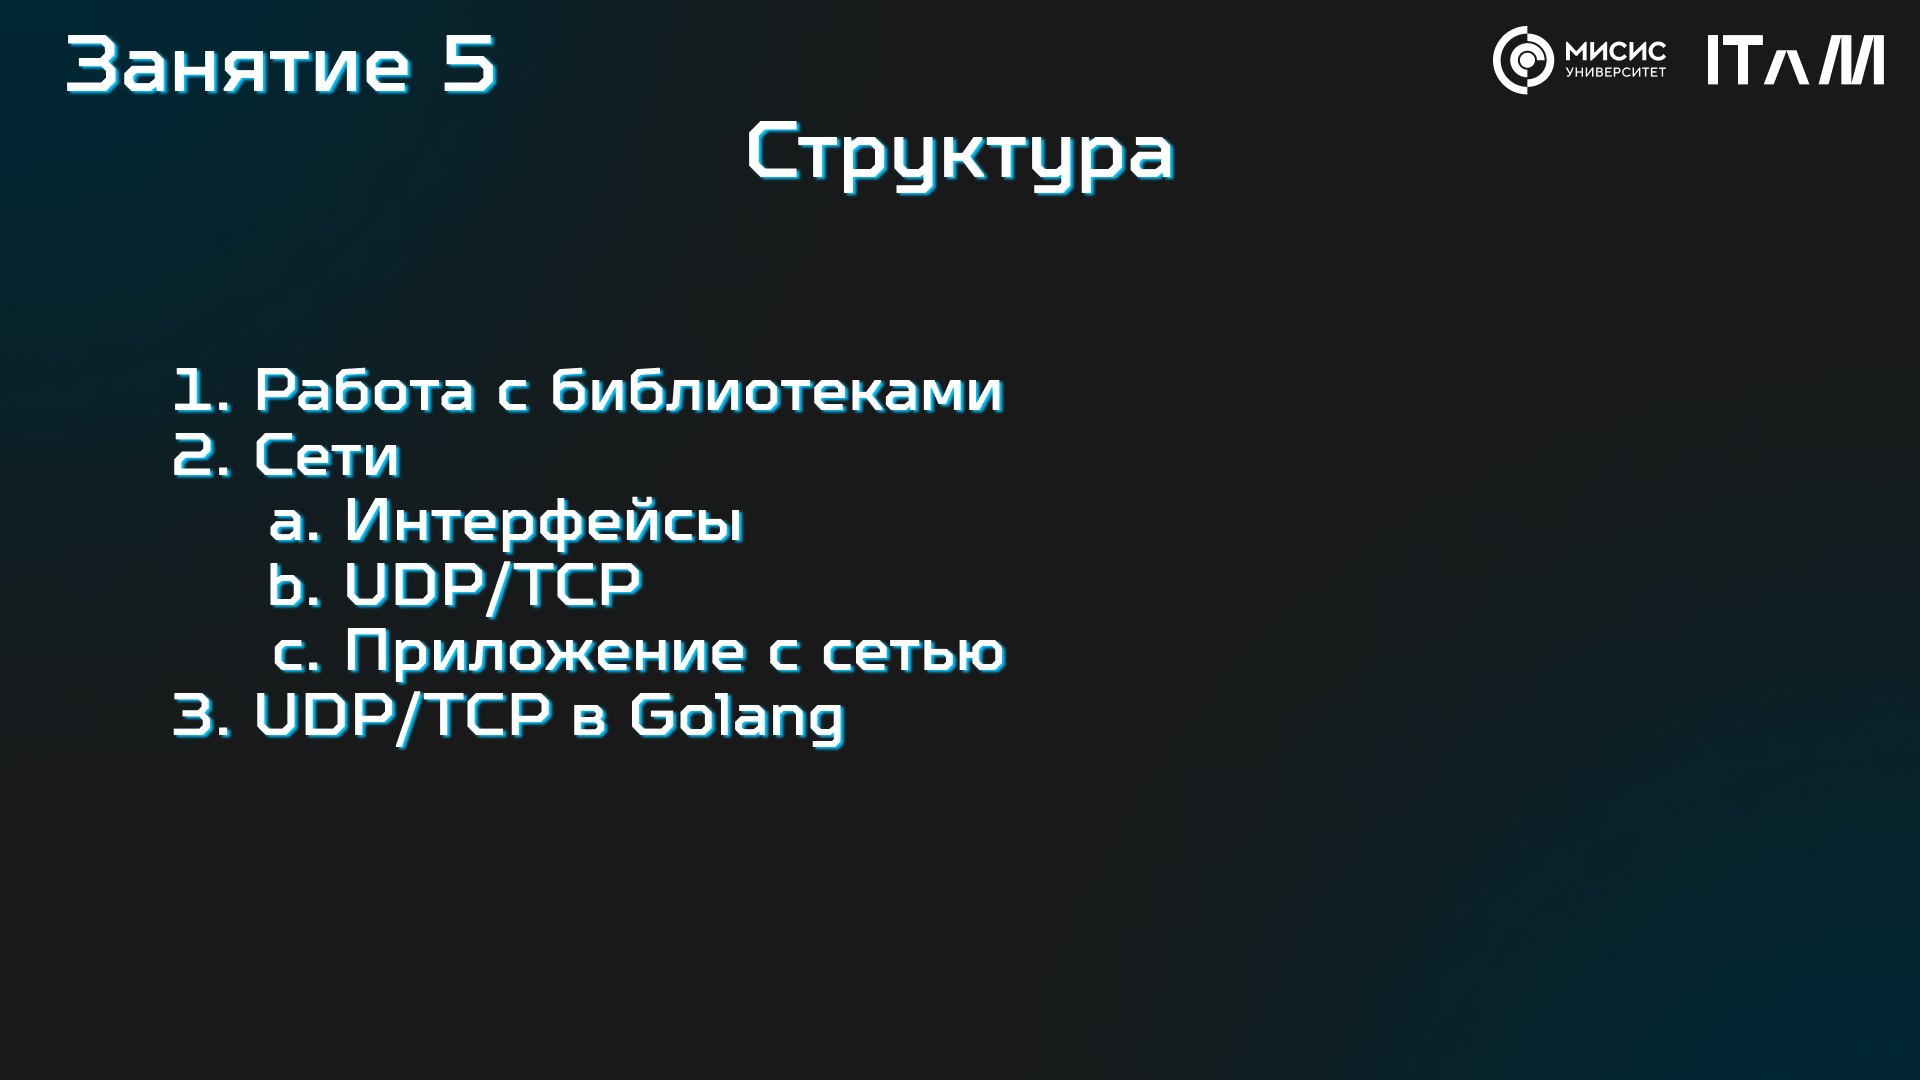 Занятие 5
МИСИС
УНИВЕРСИТЕТ
ITAM
Структура
1. Работа с библиотеками
2. Сети
a. Интерфейсы
b. UDP/TCP
c. Приложение с сетью
3. UDP/TCP в Golang